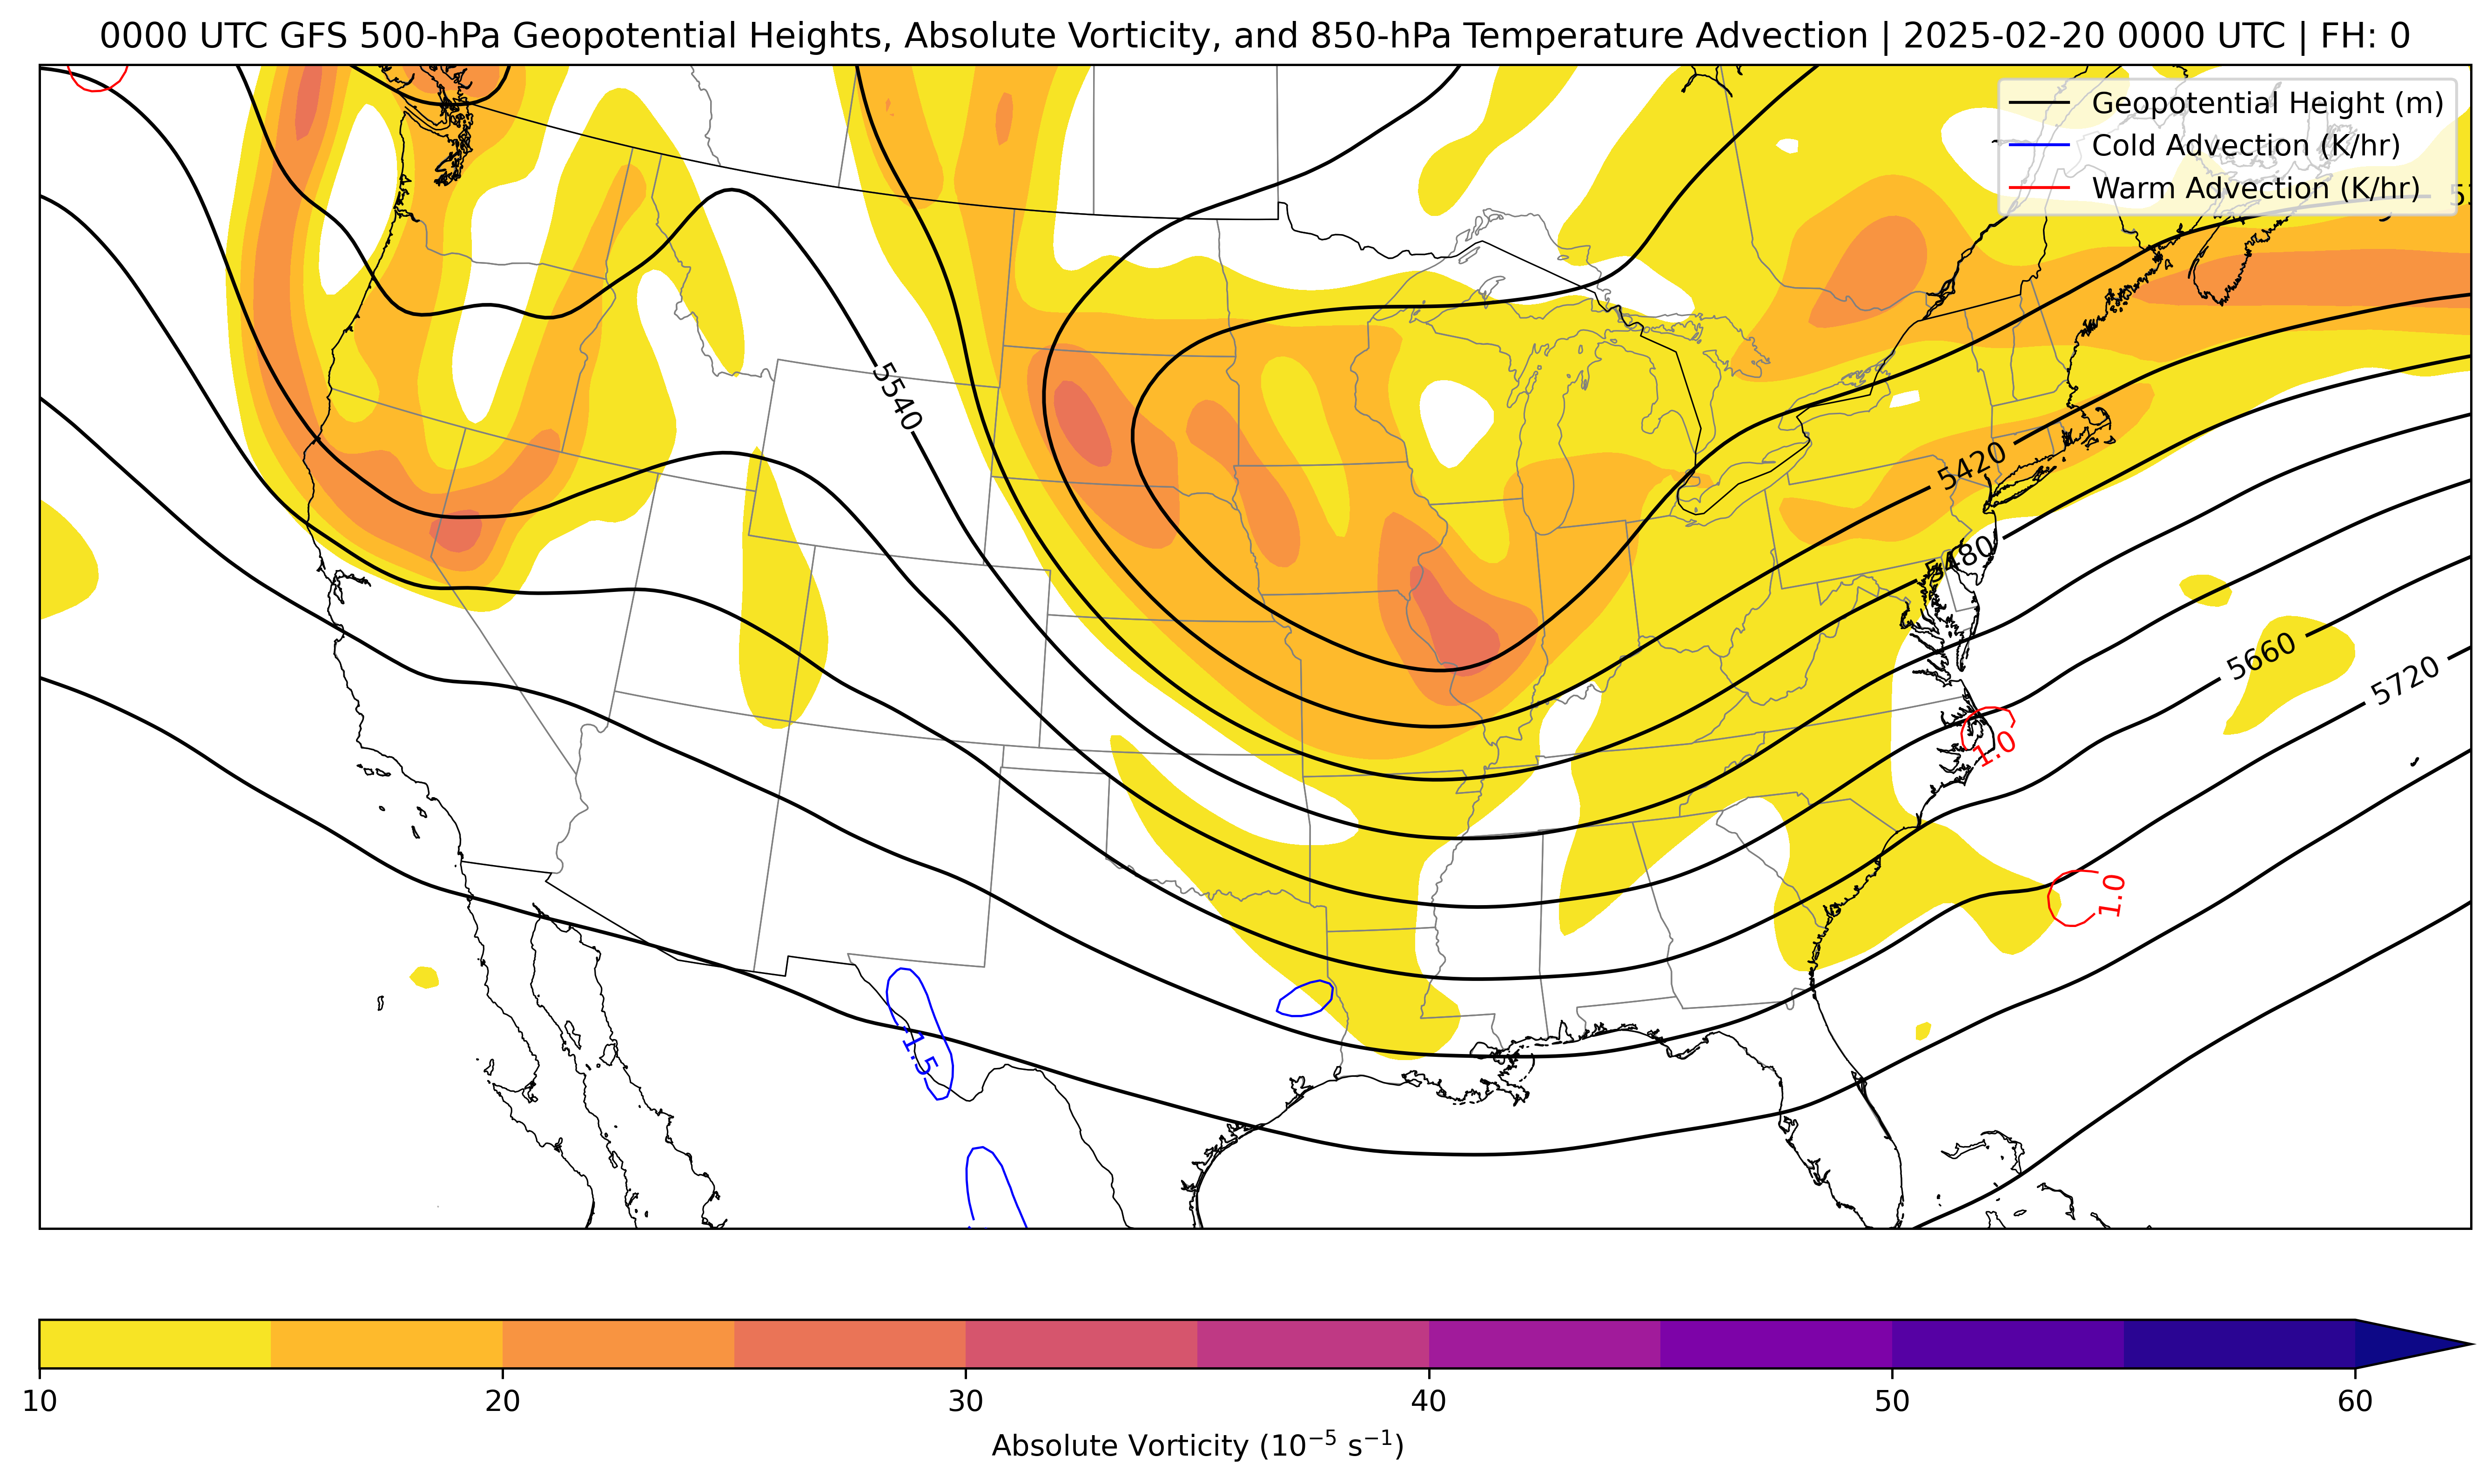 0000 UTC GFS 500-hPa Geopotential Heights, Absolute Vorticity, and 850-hPa Temperature Advection | 2025-02-20 0000 UTC | FH: 0
Geopotential Height (m)
Cold Advection (K/hr)
Warm Advection (K/hr)
5540
5420
5480
5660
5720
1.0
1.0
-1.5
10 20 30 40 50 60
Absolute Vorticity (10⁻⁵ s⁻¹)